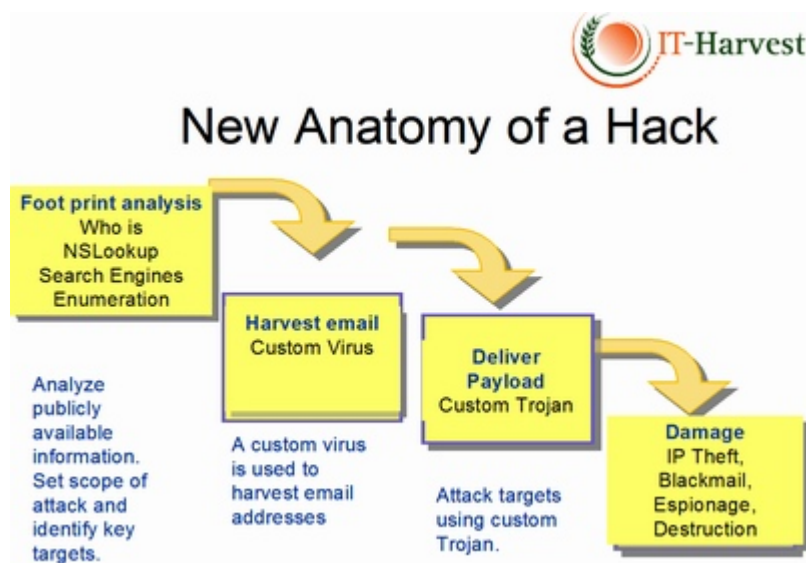 IT-Harvest
New Anatomy of a Hack
Foot print analysis
Who is
NSLookup
Search Engines
Enumeration
Analyze
publicly
available
information.
Set scope of
attack and
identify key
targets.
Harvest email
Custom Virus
A custom virus
is used to
harvest email
addresses
Deliver
Payload
Custom Trojan
Attack targets
using custom
Trojan.
Damage
IP Theft,
Blackmail,
Espionage,
Destruction